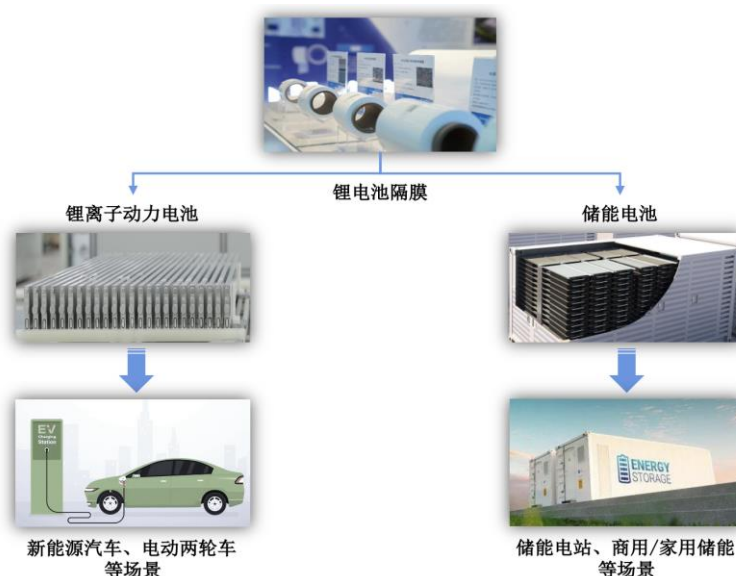 锂电池隔膜
锂离子动力电池
储能电池
EV
Charging
Station
ENERGY
STORAGE
新能源汽车、电动两轮车
等场景
储能电站、商用/家用储能
等场景